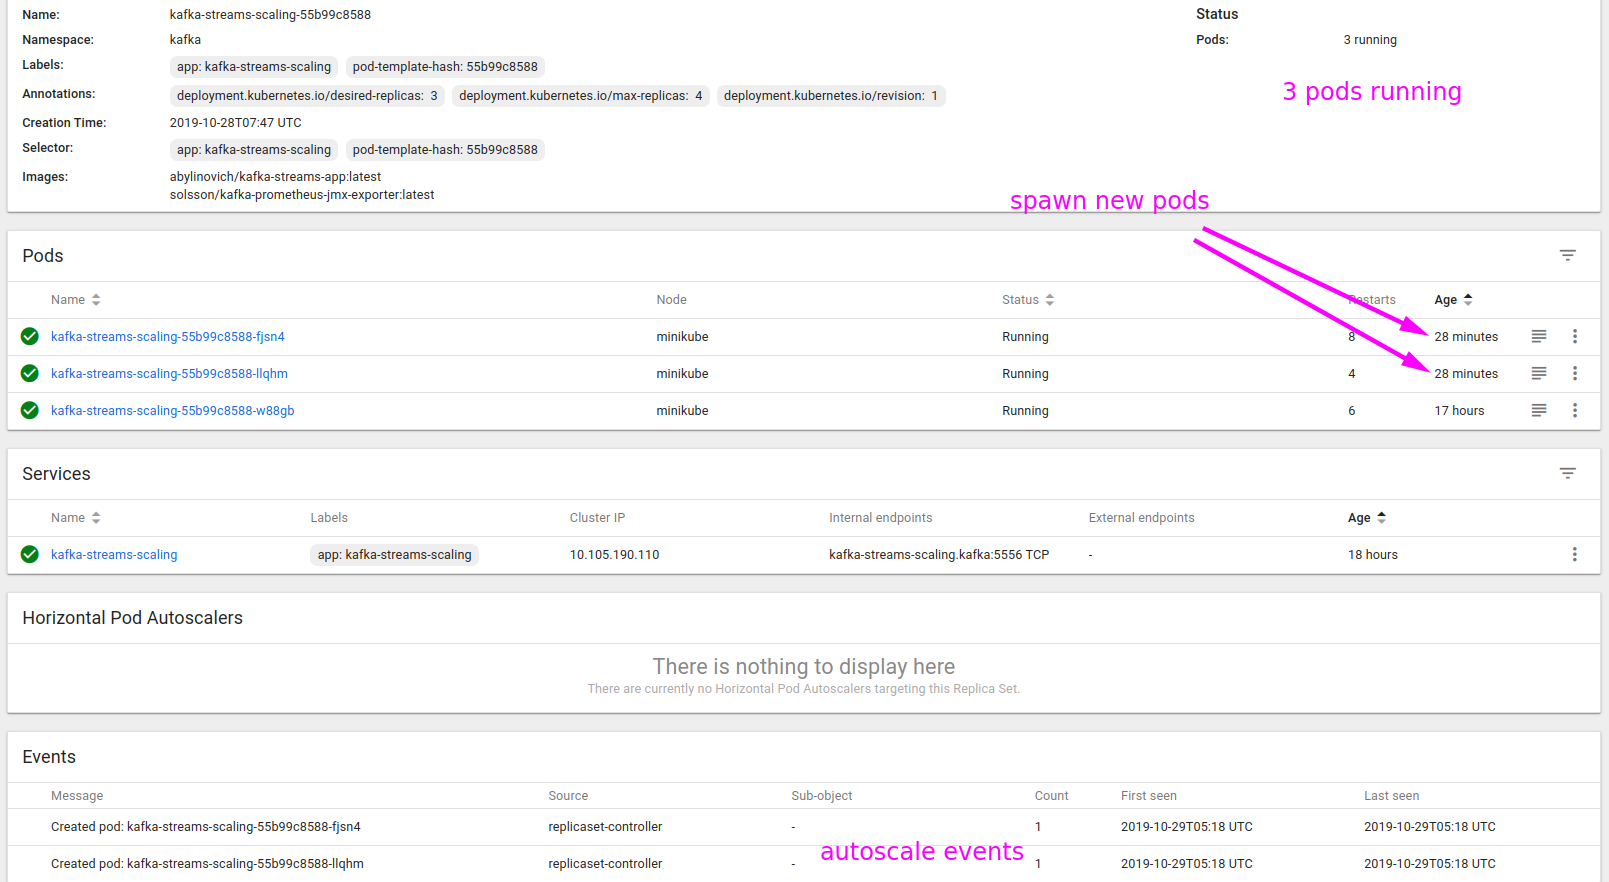 Name: kafka-streams-scaling-55b99c8588 Status
Namespace: kafka Pods: 3 running
Labels: app: kafka-streams-scaling pod-template-hash: 55b99c8588
3 pods running
Annotations: deployment.kubernetes.io/desired-replicas: 3 deployment.kubernetes.io/max-replicas: 4 deployment.kubernetes.io/revision: 1
Creation Time: 2019-10-28T07:47 UTC
Selector: app: kafka-streams-scaling pod-template-hash: 55b99c8588
Images: abylinovich/kafka-streams-app:latest
solsson/kafka-prometheus-jmx-exporter:latest
spawn new pods
Pods
Name Node Status Restarts Age
kafka-streams-scaling-55b99c8588-fjsn4 minikube Running 8 28 minutes
kafka-streams-scaling-55b99c8588-llqhm minikube Running 4 28 minutes
kafka-streams-scaling-55b99c8588-w88gb minikube Running 6 17 hours
Services
Name Labels Cluster IP Internal endpoints External endpoints Age
kafka-streams-scaling app: kafka-streams-scaling 10.105.190.110 kafka-streams-scaling.kafka:5556 TCP - 18 hours
Horizontal Pod Autoscalers
There is nothing to display here
There are currently no Horizontal Pod Autoscalers targeting this Replica Set.
Events
Message Source Sub-object Count First seen Last seen
Created pod: kafka-streams-scaling-55b99c8588-fjsn4 replicaset-controller - 1 2019-10-29T05:18 UTC 2019-10-29T05:18 UTC
autoscale events
Created pod: kafka-streams-scaling-55b99c8588-llqhm replicaset-controller - 1 2019-10-29T05:18 UTC 2019-10-29T05:18 UTC